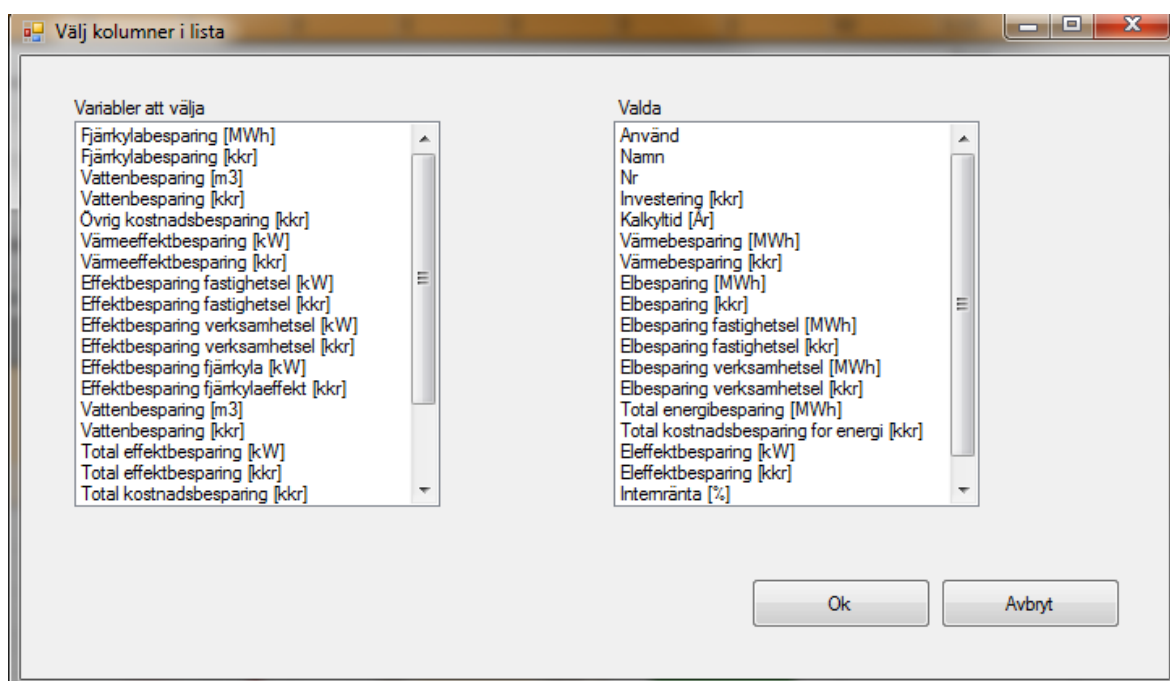 Välj kolumner i lista
Variabler att välja
Fjärrkylabesparing [MWh]
Fjärrkylabesparing [kkr]
Vattenbesparing [m3]
Vattenbesparing [kkr]
Övrig kostnadsbesparing [kkr]
Värmeeffektbesparing [kW]
Värmeeffektbesparing [kkr]
Effektbesparing fastighetsel [kW]
Effektbesparing fastighetsel [kkr]
Effektbesparing verksamhetsel [kW]
Effektbesparing verksamhetsel [kkr]
Effektbesparing fjärrkyla [kW]
Effektbesparing fjärrkylaeffekt [kkr]
Vattenbesparing [m3]
Vattenbesparing [kkr]
Total effektbesparing [kW]
Total effektbesparing [kkr]
Total kostnadsbesparing [kkr]
Valda
Använd
Namn
Nr
Investering [kkr]
Kalkyltid [År]
Värmebesparing [MWh]
Värmebesparing [kkr]
Elbesparing [MWh]
Elbesparing [kkr]
Elbesparing fastighetsel [MWh]
Elbesparing fastighetsel [kkr]
Elbesparing verksamhetsel [MWh]
Elbesparing verksamhetsel [kkr]
Total energibesparing [MWh]
Total kostnadsbesparing for energi [kkr]
Eleffektbesparing [kW]
Eleffektbesparing [kkr]
Internränta [%]
Ok
Avbryt